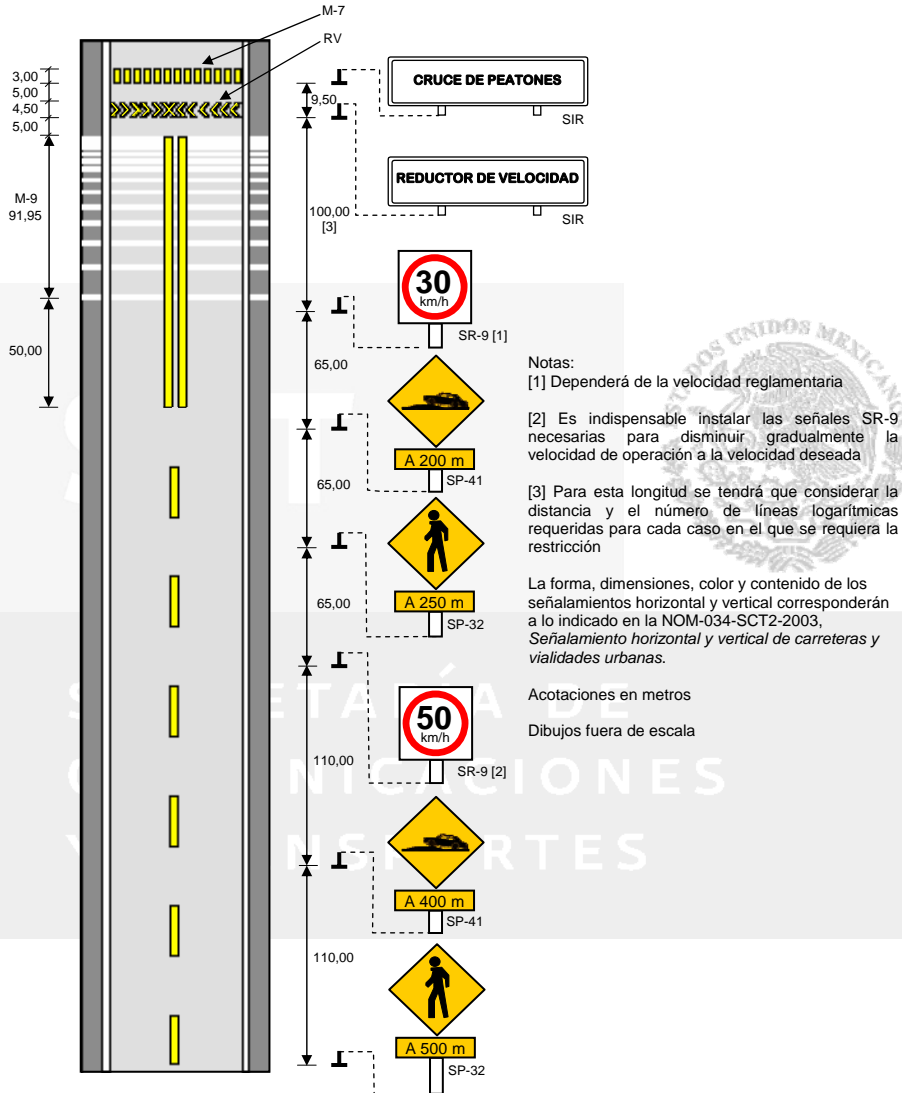 M-7
RV
3,00
5,00
4,50
5,00
9,50
CRUCE DE PEATONES
SIR
REDUCTOR DE VELOCIDAD
SIR
M-9
91,95
100,00
[3]
30
km/h
SR-9 [1]
50,00
65,00
A 200 m
SP-41
65,00
A 250 m
SP-32
65,00
50
km/h
SR-9 [2]
110,00
A 400 m
SP-41
110,00
A 500 m
SP-32
Notas:
[1] Dependerá de la velocidad reglamentaria
[2] Es indispensable instalar las señales SR-9
necesarias para disminuir gradualmente la
velocidad de operación a la velocidad deseada
[3] Para esta longitud se tendrá que considerar la
distancia y el número de líneas logarítmicas
requeridas para cada caso en el que se requiera la
restricción
La forma, dimensiones, color y contenido de los
señalamientos horizontal y vertical corresponderán
a lo indicado en la NOM-034-SCT2-2003,
Señalamiento horizontal y vertical de carreteras y
vialidades urbanas.
Acotaciones en metros
Dibujos fuera de escala
UNIDOS MEXICANO
DE